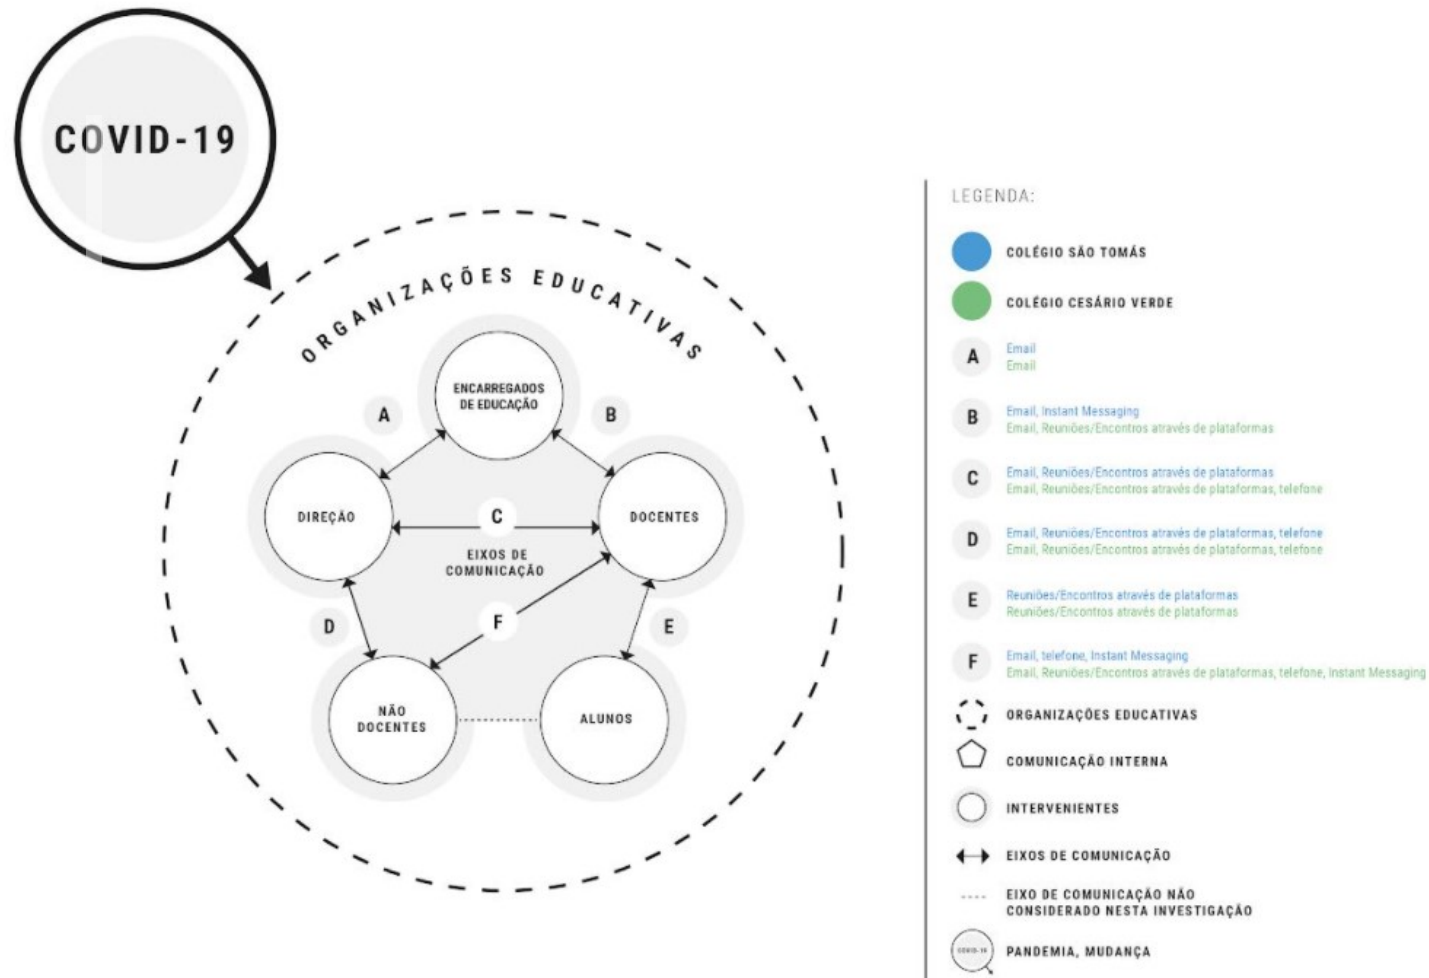 COVID-19
ORGANIZAÇÕES EDUCATIVAS
ENCARREGADOS
DE EDUCAÇÃO
A
B
DIREÇÃO
C
DOCENTES
EIXOS DE
COMUNICAÇÃO
D
F
E
NÃO
DOCENTES
ALUNOS
LEGENDA:
COLÉGIO SÃO TOMÁS
COLÉGIO CESÁRIO VERDE
A
Email
Email
B
Email, Instant Messaging
Email, Reuniões/Encontros através de plataformas
C
Email, Reuniões/Encontros através de plataformas
Email, Reuniões/Encontros através de plataformas, telefone
D
Email, Reuniões/Encontros através de plataformas, telefone
Email, Reuniões/Encontros através de plataformas, telefone
E
Reuniões/Encontros através de plataformas
Reuniões/Encontros através de plataformas
F
Email, telefone, Instant Messaging
Email, Reuniões/Encontros através de plataformas, telefone, Instant Messaging
ORGANIZAÇÕES EDUCATIVAS
COMUNICAÇÃO INTERNA
INTERVENIENTES
EIXOS DE COMUNICAÇÃO
EIXO DE COMUNICAÇÃO NÃO
CONSIDERADO NESTA INVESTIGAÇÃO
COVID-19
PANDEMIA, MUDANÇA